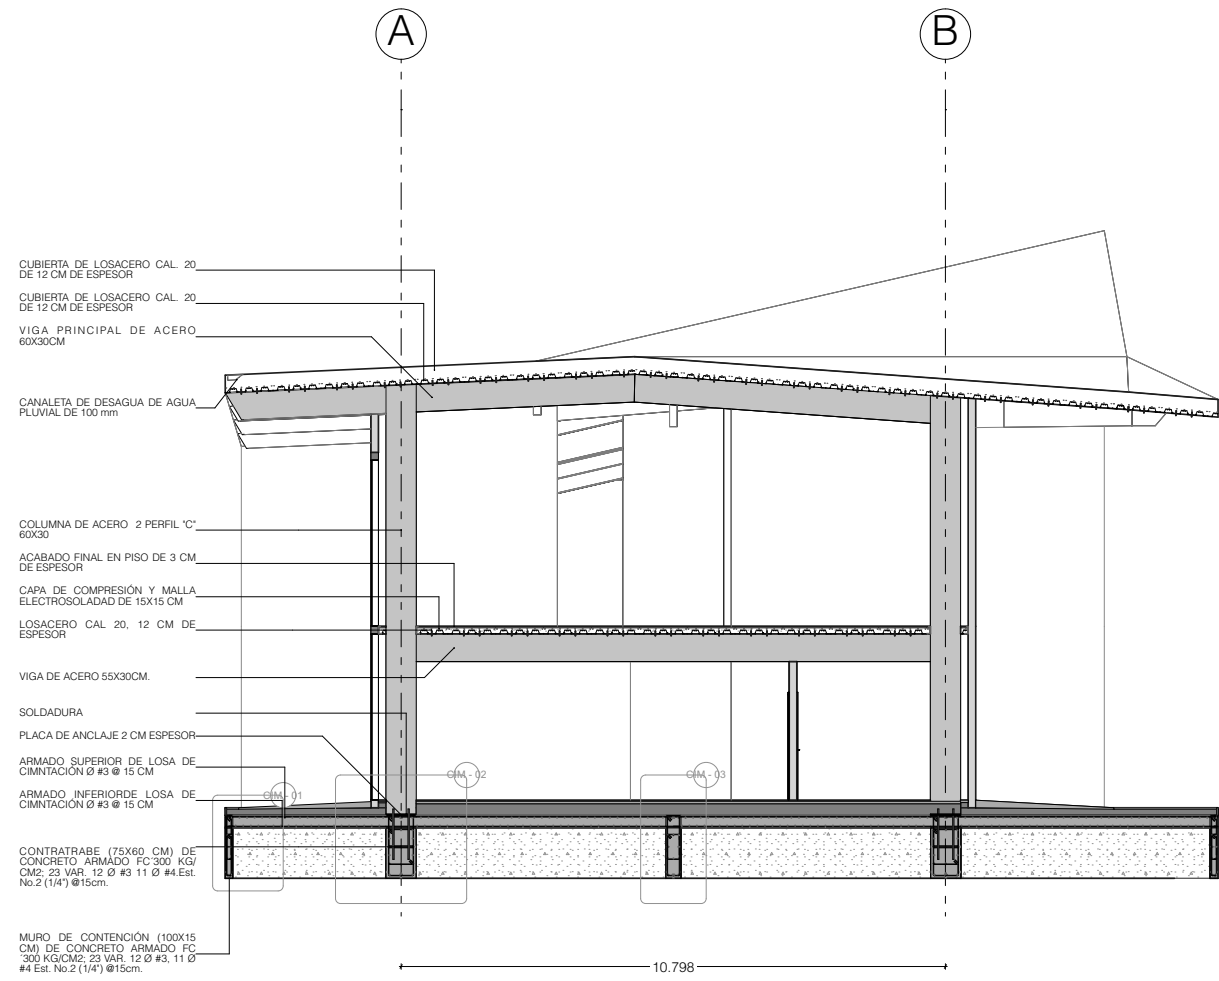 A
B
CUBIERTA DE LOSACERO CAL. 20
DE 12 CM DE ESPESOR
CUBIERTA DE LOSACERO CAL. 20
DE 12 CM DE ESPESOR
VIGA PRINCIPAL DE ACERO
60X30CM
CANALETA DE DESAGUA DE AGUA
PLUVIAL DE 100 mm
COLUMNA DE ACERO 2 PERFIL "C"
60X30
ACABADO FINAL EN PISO DE 3 CM
DE ESPESOR
CAPA DE COMPRESIÓN Y MALLA
ELECTROSOLADAD DE 15X15 CM
LOSACERO CAL 20, 12 CM DE
ESPESOR
VIGA DE ACERO 55X30CM.
SOLDADURA
PLACA DE ANCLAJE 2 CM ESPESOR
ARMADO SUPERIOR DE LOSA DE
CIMNTACIÓN Ø #3 @ 15 CM
ARMADO INFERIORDE LOSA DE
CIMNTACIÓN Ø #3 @ 15 CM
CIM - 01
CIM - 02
CIM - 03
CONTRATRABE (75X60 CM) DE
CONCRETO ARMADO FC´300 KG/
CM2; 23 VAR. 12 Ø #3 11 Ø #4.Est.
No.2 (1/4") @15cm.
MURO DE CONTENCIÓN (100X15
CM) DE CONCRETO ARMADO FC
´300 KG/CM2; 23 VAR. 12 Ø #3, 11 Ø
#4 Est. No.2 (1/4") @15cm.
10.798